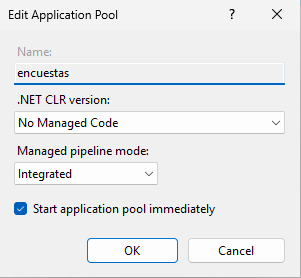 Edit Application Pool
?
Name:
encuestas
.NET CLR version:
No Managed Code
Managed pipeline mode:
Integrated
Start application pool immediately
OK Cancel